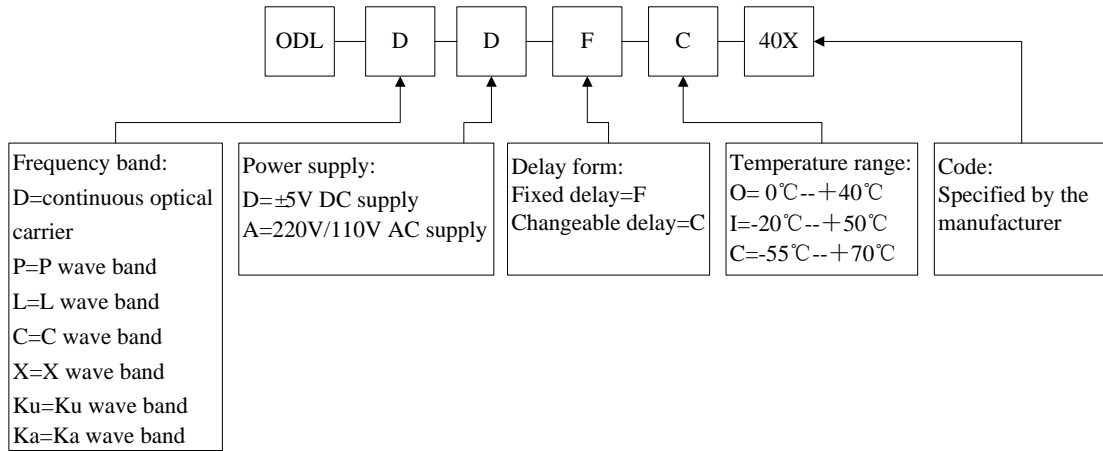 ODL D D F C 40X
Frequency band:
D=continuous optical
carrier
P=P wave band
L=L wave band
C=C wave band
X=X wave band
Ku=Ku wave band
Ka=Ka wave band
Power supply:
D=±5V DC supply
A=220V/110V AC supply
Delay form:
Fixed delay=F
Changeable delay=C
Temperature range:
O= 0℃--＋40℃
I=-20℃--＋50℃
C=-55℃--＋70℃
Code:
Specified by the
manufacturer